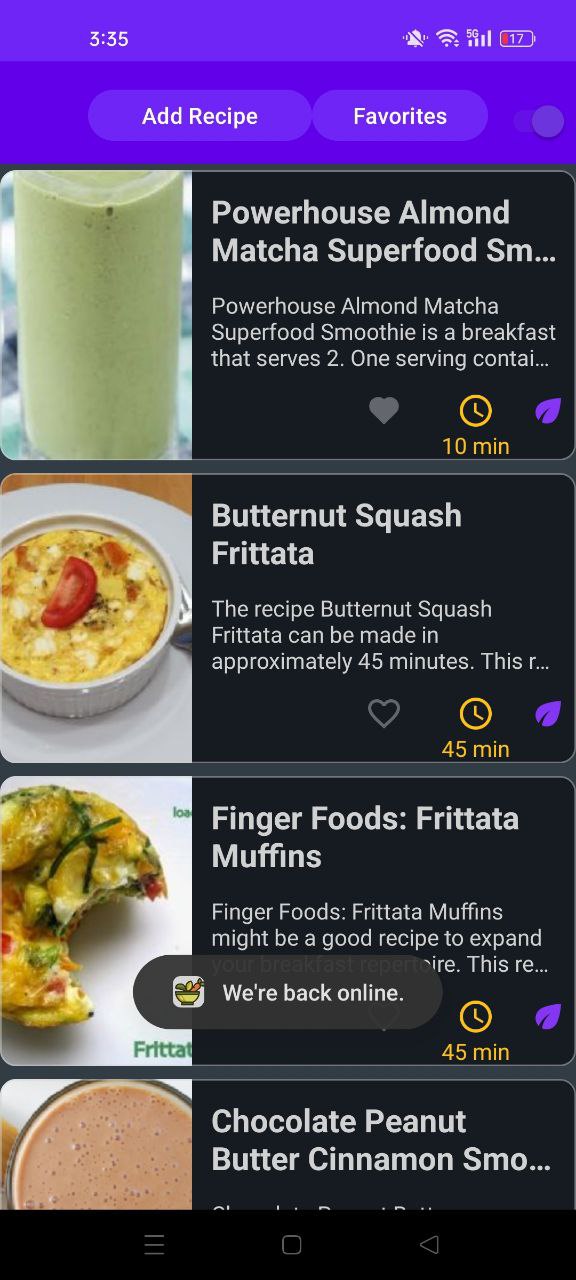 3:35
5G
17
Add Recipe
Favorites
Powerhouse Almond
Matcha Superfood Sm…
Powerhouse Almond Matcha
Superfood Smoothie is a breakfast
that serves 2. One serving contai…
10 min
Butternut Squash
Frittata
The recipe Butternut Squash
Frittata can be made in
approximately 45 minutes. This r…
45 min
Finger Foods: Frittata
Muffins
Finger Foods: Frittata Muffins
might be a good recipe to expand
your breakfast repertoire. This re…
We're back online.
45 min
Frittat
Chocolate Peanut
Butter Cinnamon Smo…